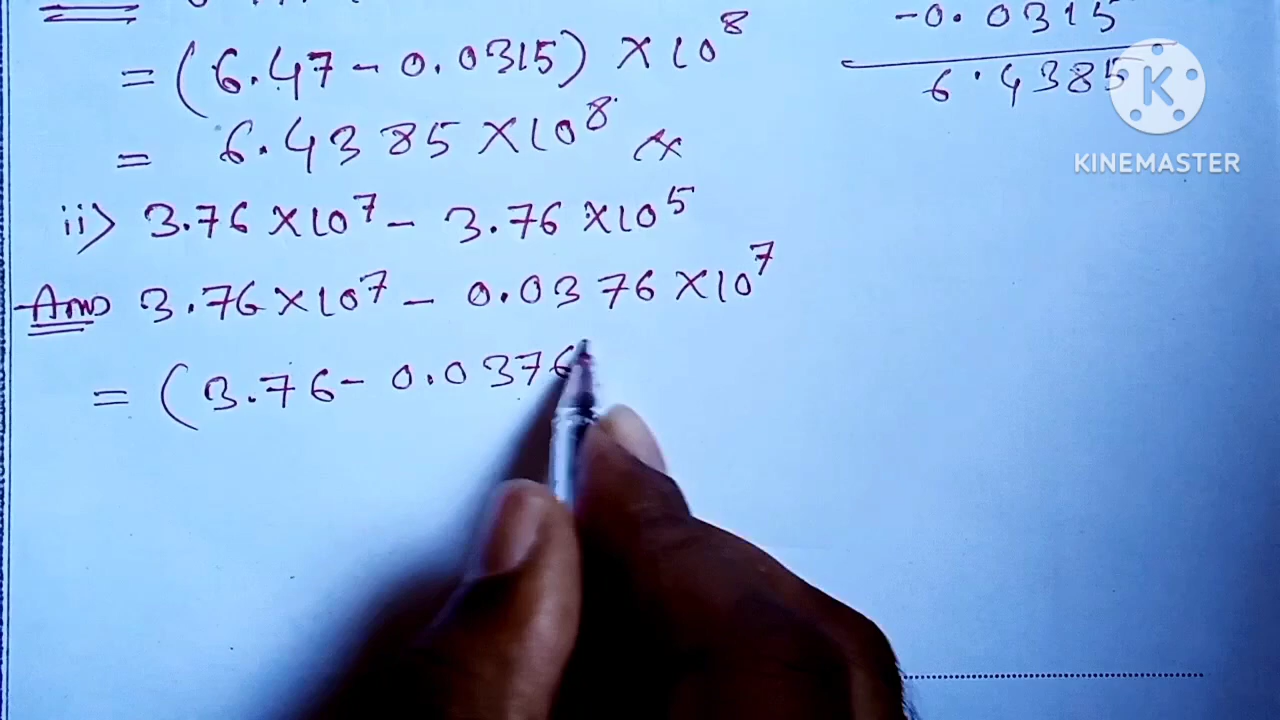 -0.0315
= (6.47 - 0.0315) × 10⁸
6.4385
= 6.4385 × 10⁸
KINEMASTER
ii) 3.76 × 10⁷ - 3.76 × 10⁵
Ans 3.76 × 10⁷ - 0.0376 × 10⁷
= (3.76 - 0.0376